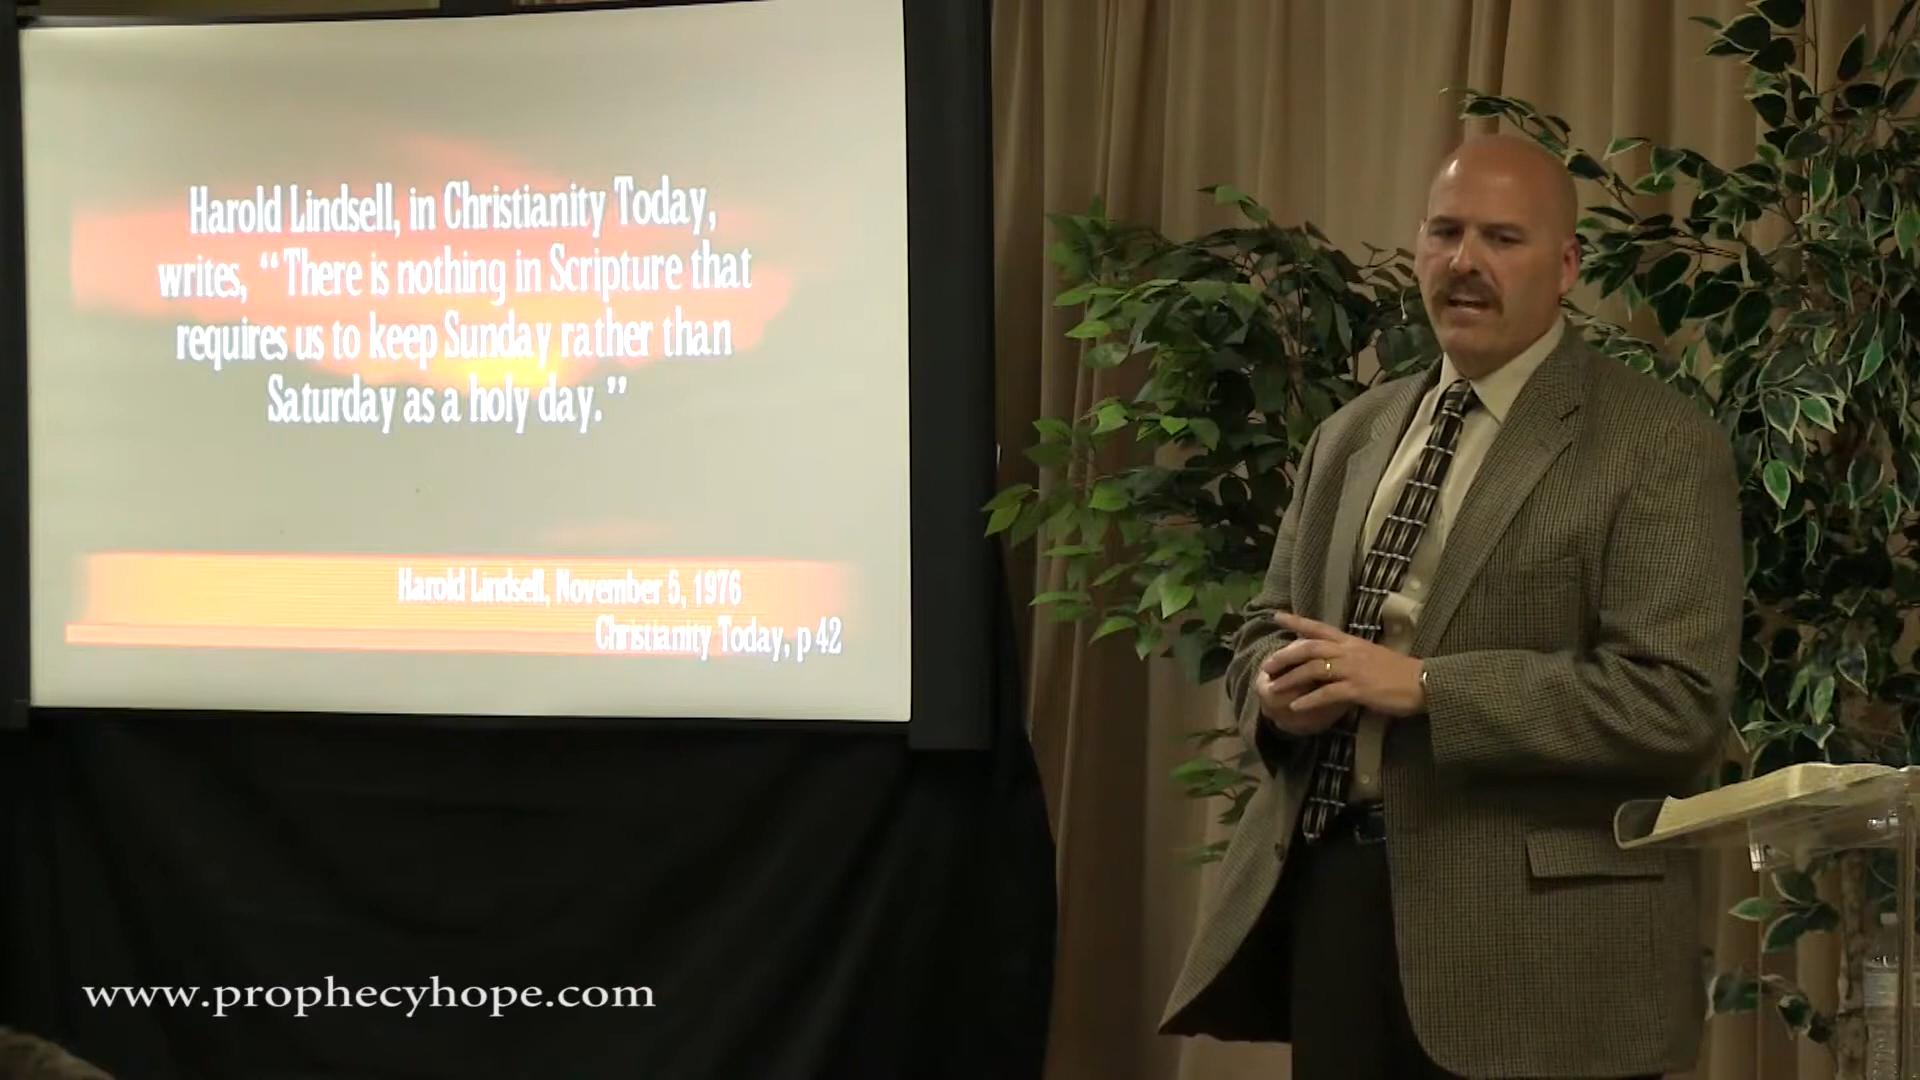 Harold Lindsell, in Christianity Today,
writes, “There is nothing in Scripture that
requires us to keep Sunday rather than
Saturday as a holy day.”
Harold Lindsell, November 5, 1976
Christianity Today, p 42
www.prophecyhope.com